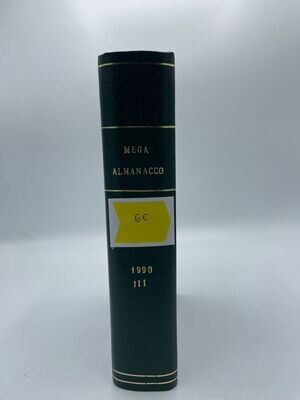 MEGA
ALMANACCO
GC
1990
III